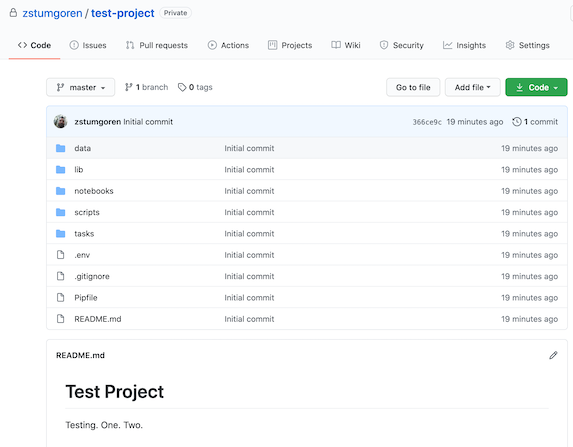 zstumgoren / test-project Private
Code Issues Pull requests Actions Projects Wiki Security Insights Settings
master 1 branch 0 tags Go to file Add file Code
zstumgoren Initial commit 366ce9c 19 minutes ago 1 commit
data Initial commit 19 minutes ago
lib Initial commit 19 minutes ago
notebooks Initial commit 19 minutes ago
scripts Initial commit 19 minutes ago
tasks Initial commit 19 minutes ago
.env Initial commit 19 minutes ago
.gitignore Initial commit 19 minutes ago
Pipfile Initial commit 19 minutes ago
README.md Initial commit 19 minutes ago
README.md
Test Project
Testing. One. Two.